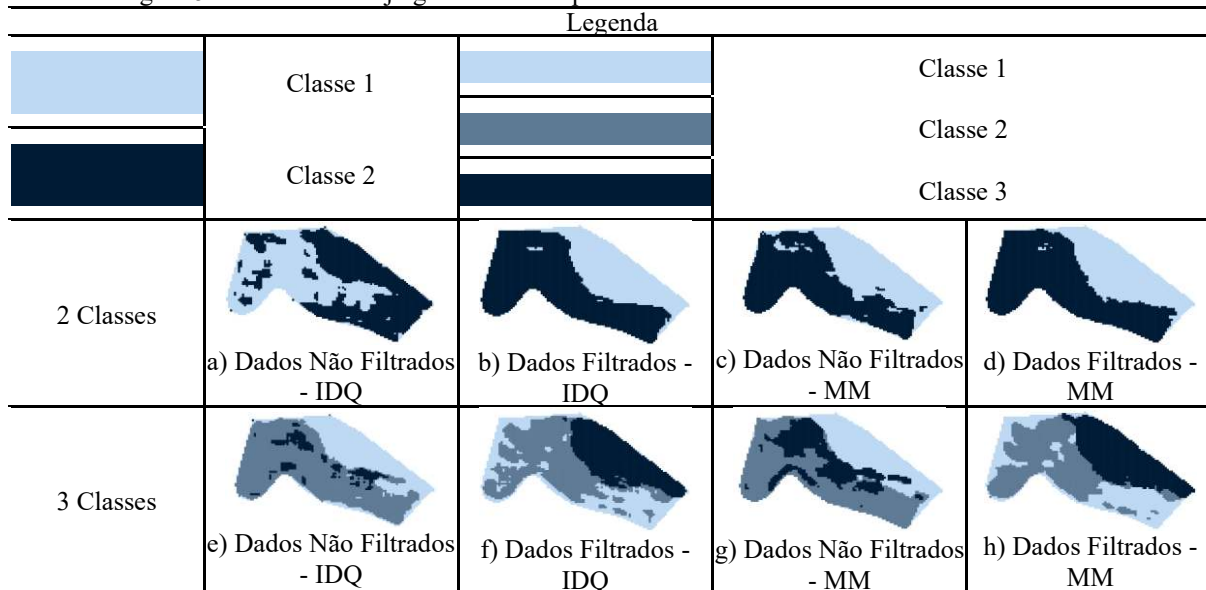 Legenda
Classe 1
Classe 2
Classe 1
Classe 2
Classe 3
2 Classes
a) Dados Não Filtrados
- IDQ
b) Dados Filtrados -
IDQ
c) Dados Não Filtrados
- MM
d) Dados Filtrados -
MM
3 Classes
e) Dados Não Filtrados
- IDQ
f) Dados Filtrados -
IDQ
g) Dados Não Filtrados
- MM
h) Dados Filtrados -
MM